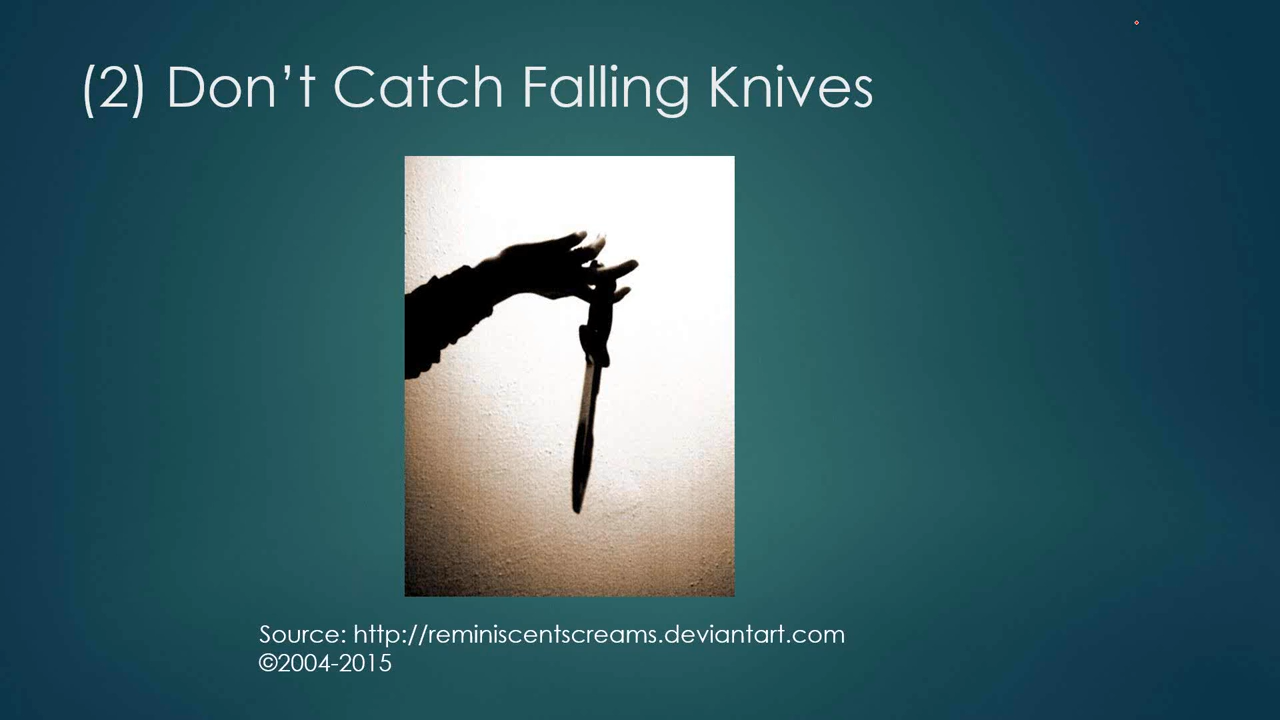 (2) Don’t Catch Falling Knives
Source: http://reminiscentscreams.deviantart.com
©2004-2015